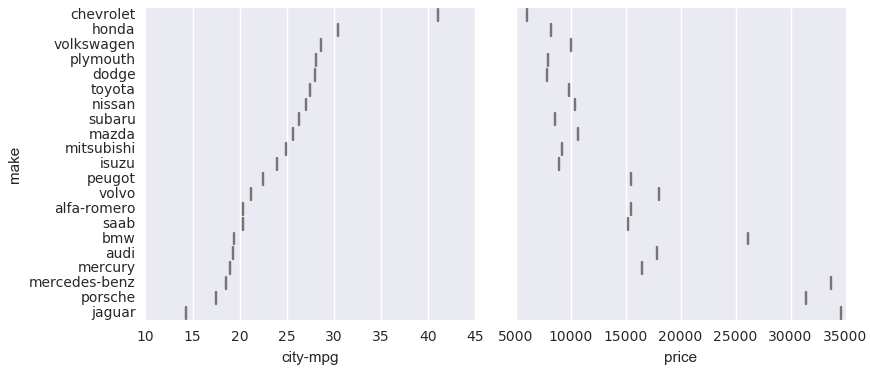 chevrolet
honda
volkswagen
plymouth
dodge
toyota
nissan
subaru
mazda
mitsubishi
isuzu
peugot
volvo
alfa-romero
saab
bmw
audi
mercury
mercedes-benz
porsche
jaguar
make
10 15 20 25 30 35 40 45
city-mpg
5000 10000 15000 20000 25000 30000 35000
price